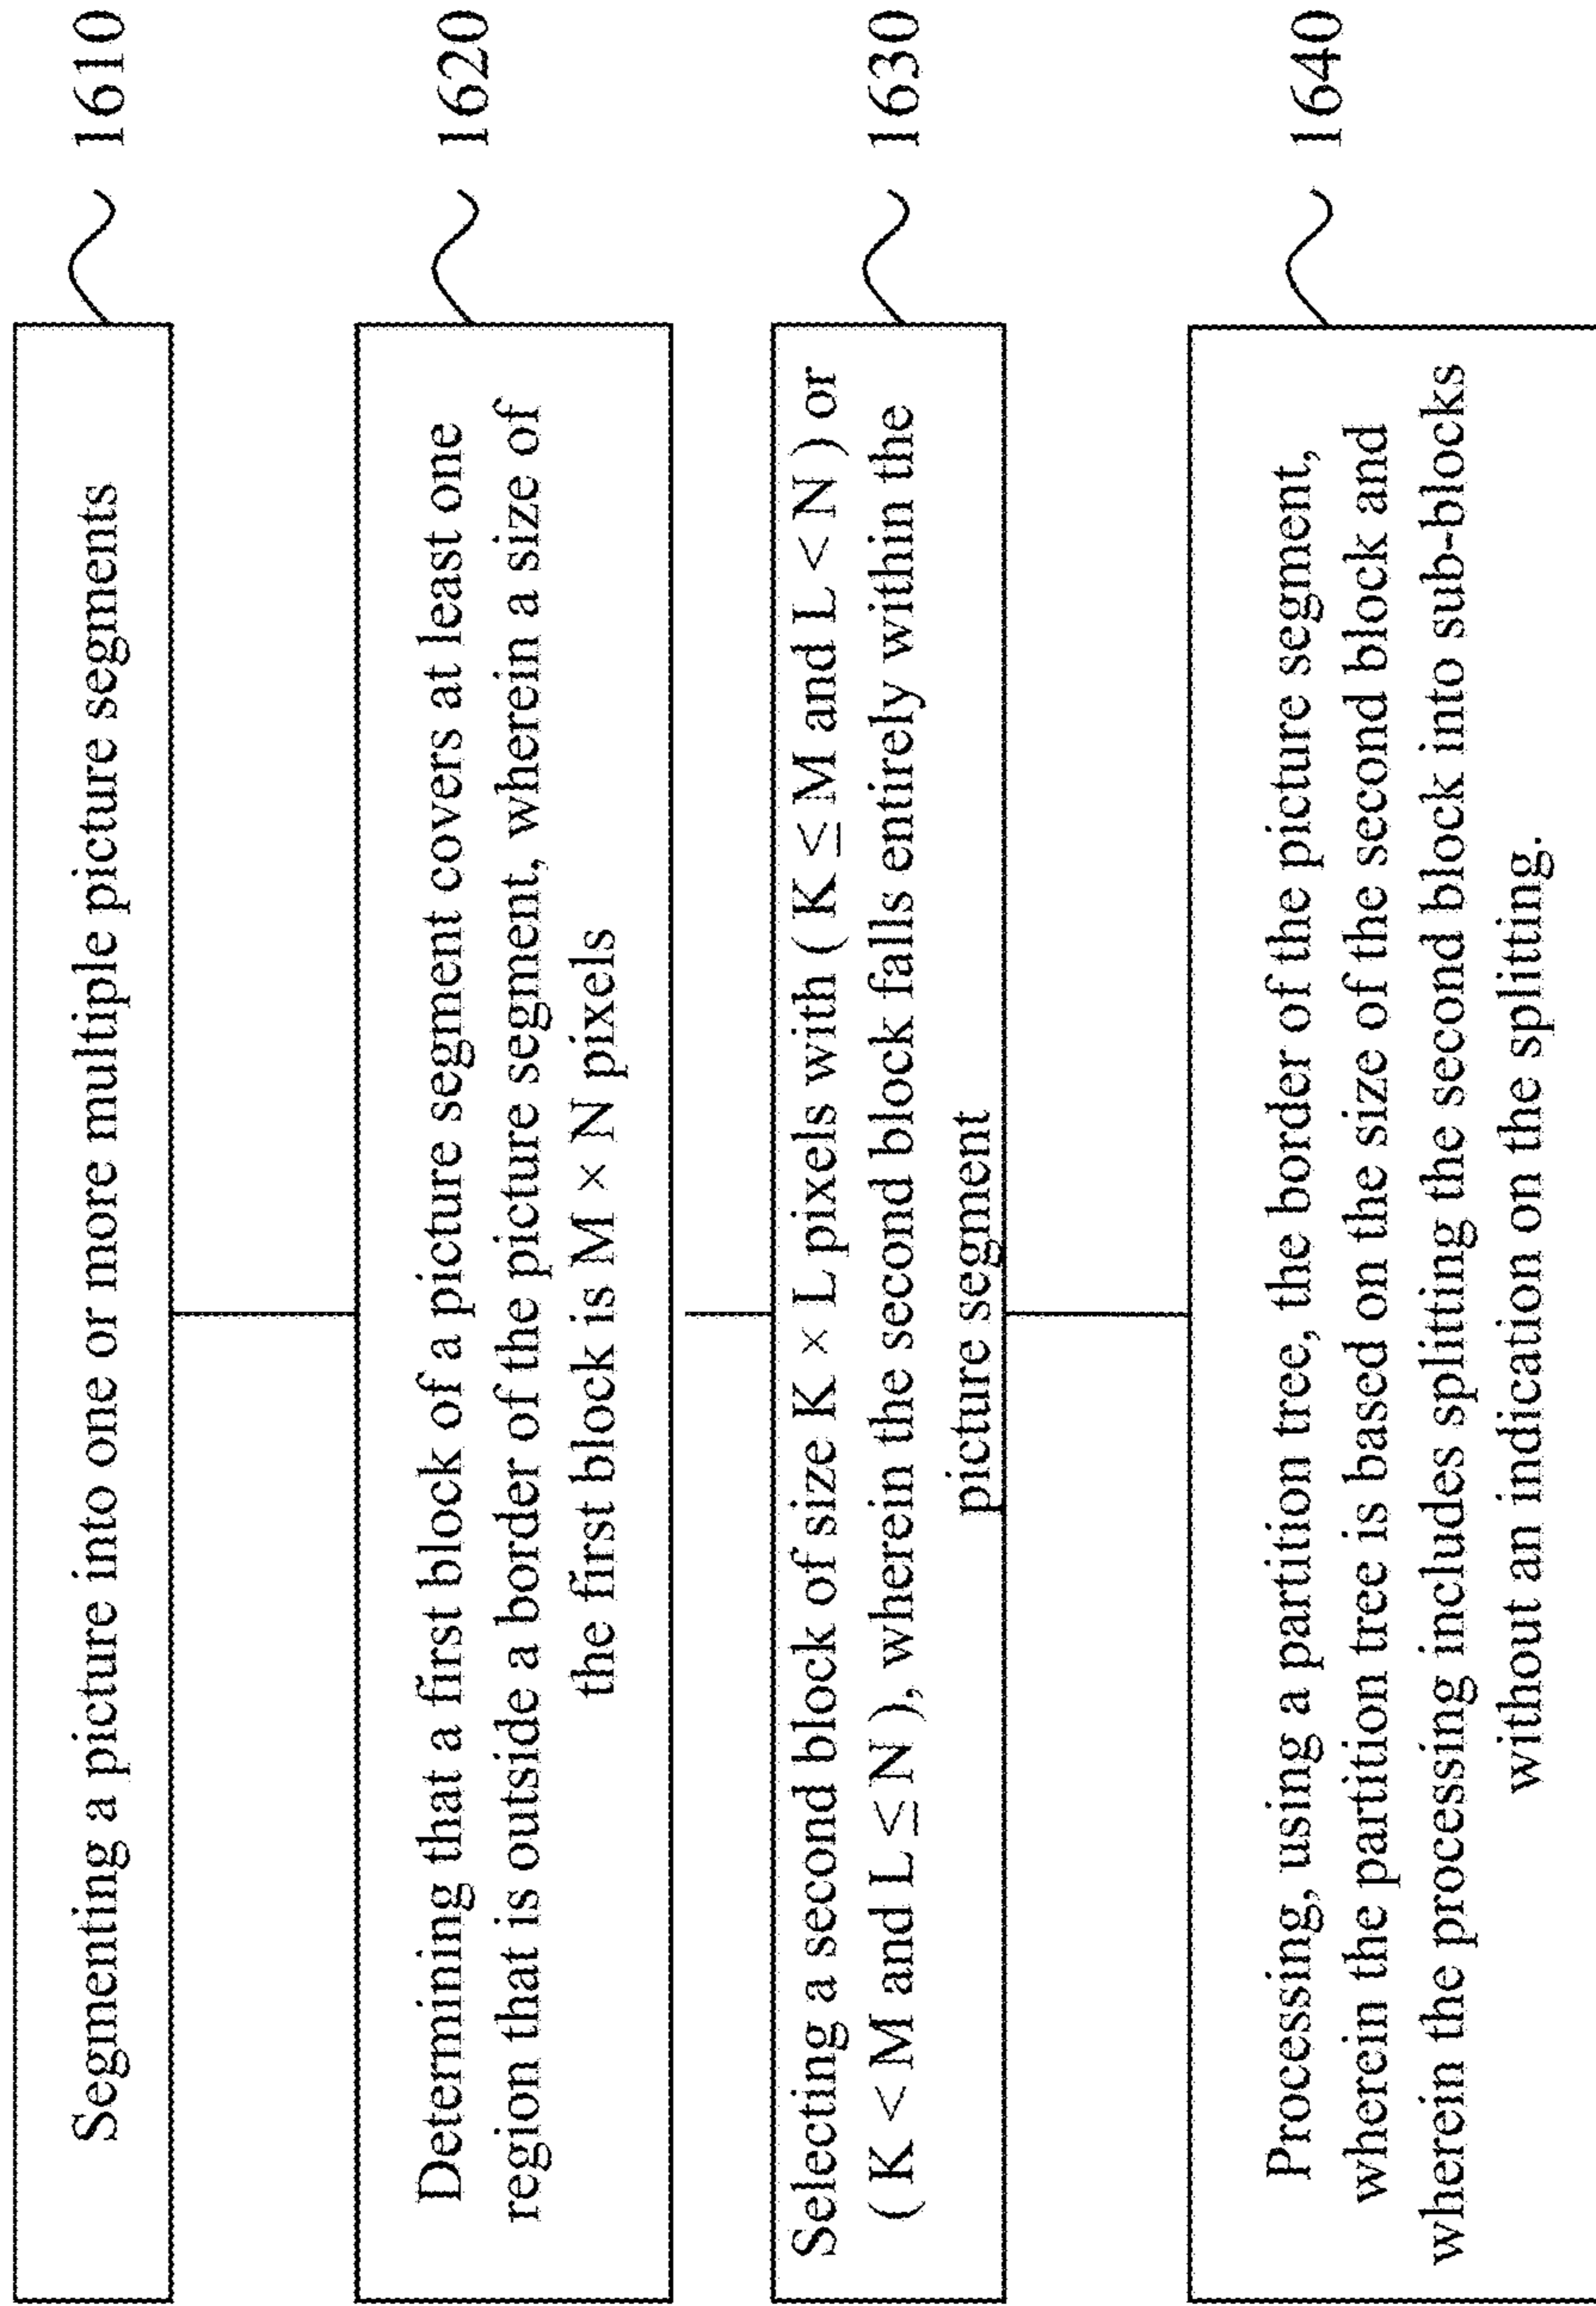 Segmenting a picture into one or more multiple picture segments
1610
Determining that a first block of a picture segment covers at least one
region that is outside a border of the picture segment, wherein a size of
the first block is M × N pixels
1620
Selecting a second block of size K × L pixels with ( K ≤ M and L < N ) or
( K < M and L ≤ N ), wherein the second block falls entirely within the
picture segment
1630
Processing, using a partition tree, the border of the picture segment,
wherein the partition tree is based on the size of the second block and
wherein the processing includes splitting the second block into sub-blocks
without an indication on the splitting.
1640